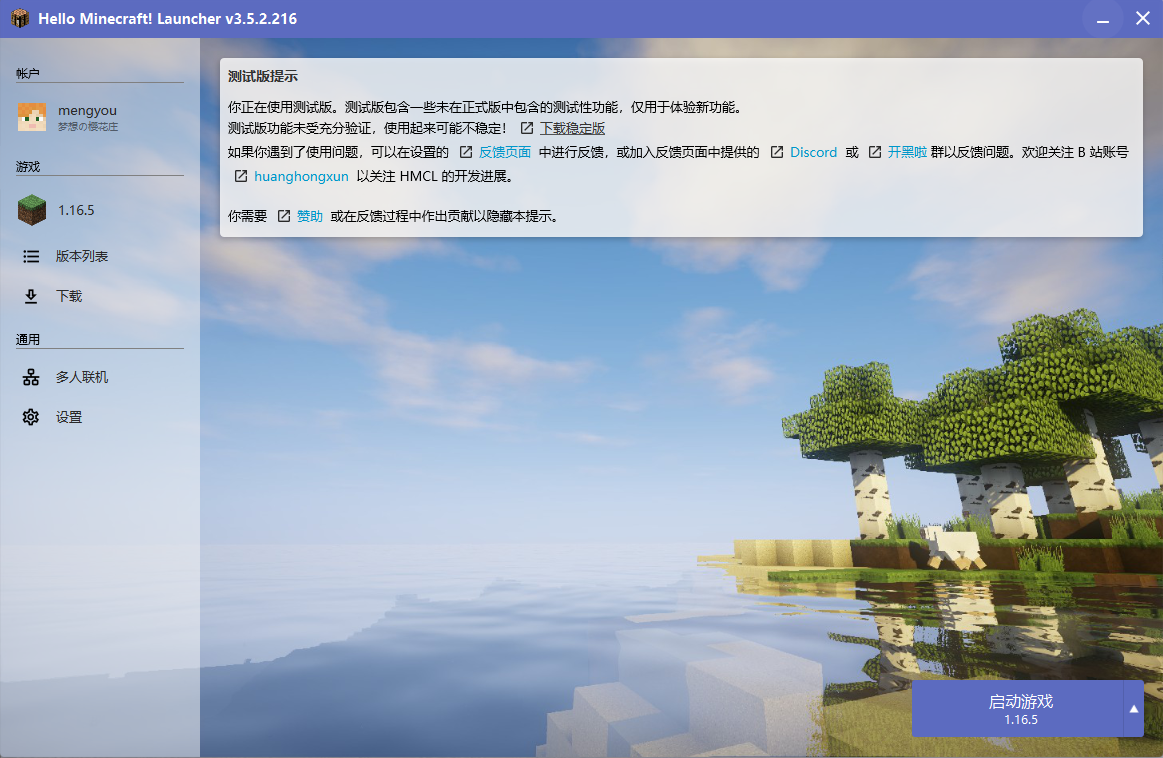 Hello Minecraft! Launcher v3.5.2.216
帐户
mengyou
梦想の樱花庄
游戏
1.16.5
版本列表
下载
通用
多人联机
设置
测试版提示
你正在使用测试版。测试版包含一些未在正式版中包含的测试性功能，仅用于体验新功能。
测试版功能未受充分验证，使用起来可能不稳定！ 下载稳定版
如果你遇到了使用问题，可以在设置的 反馈页面 中进行反馈，或加入反馈页面中提供的 Discord 或 开黑啦 群以反馈问题。欢迎关注 B 站账号
huanghongxun 以关注 HMCL 的开发进展。
你需要 赞助 或在反馈过程中作出贡献以隐藏本提示。
启动游戏
1.16.5